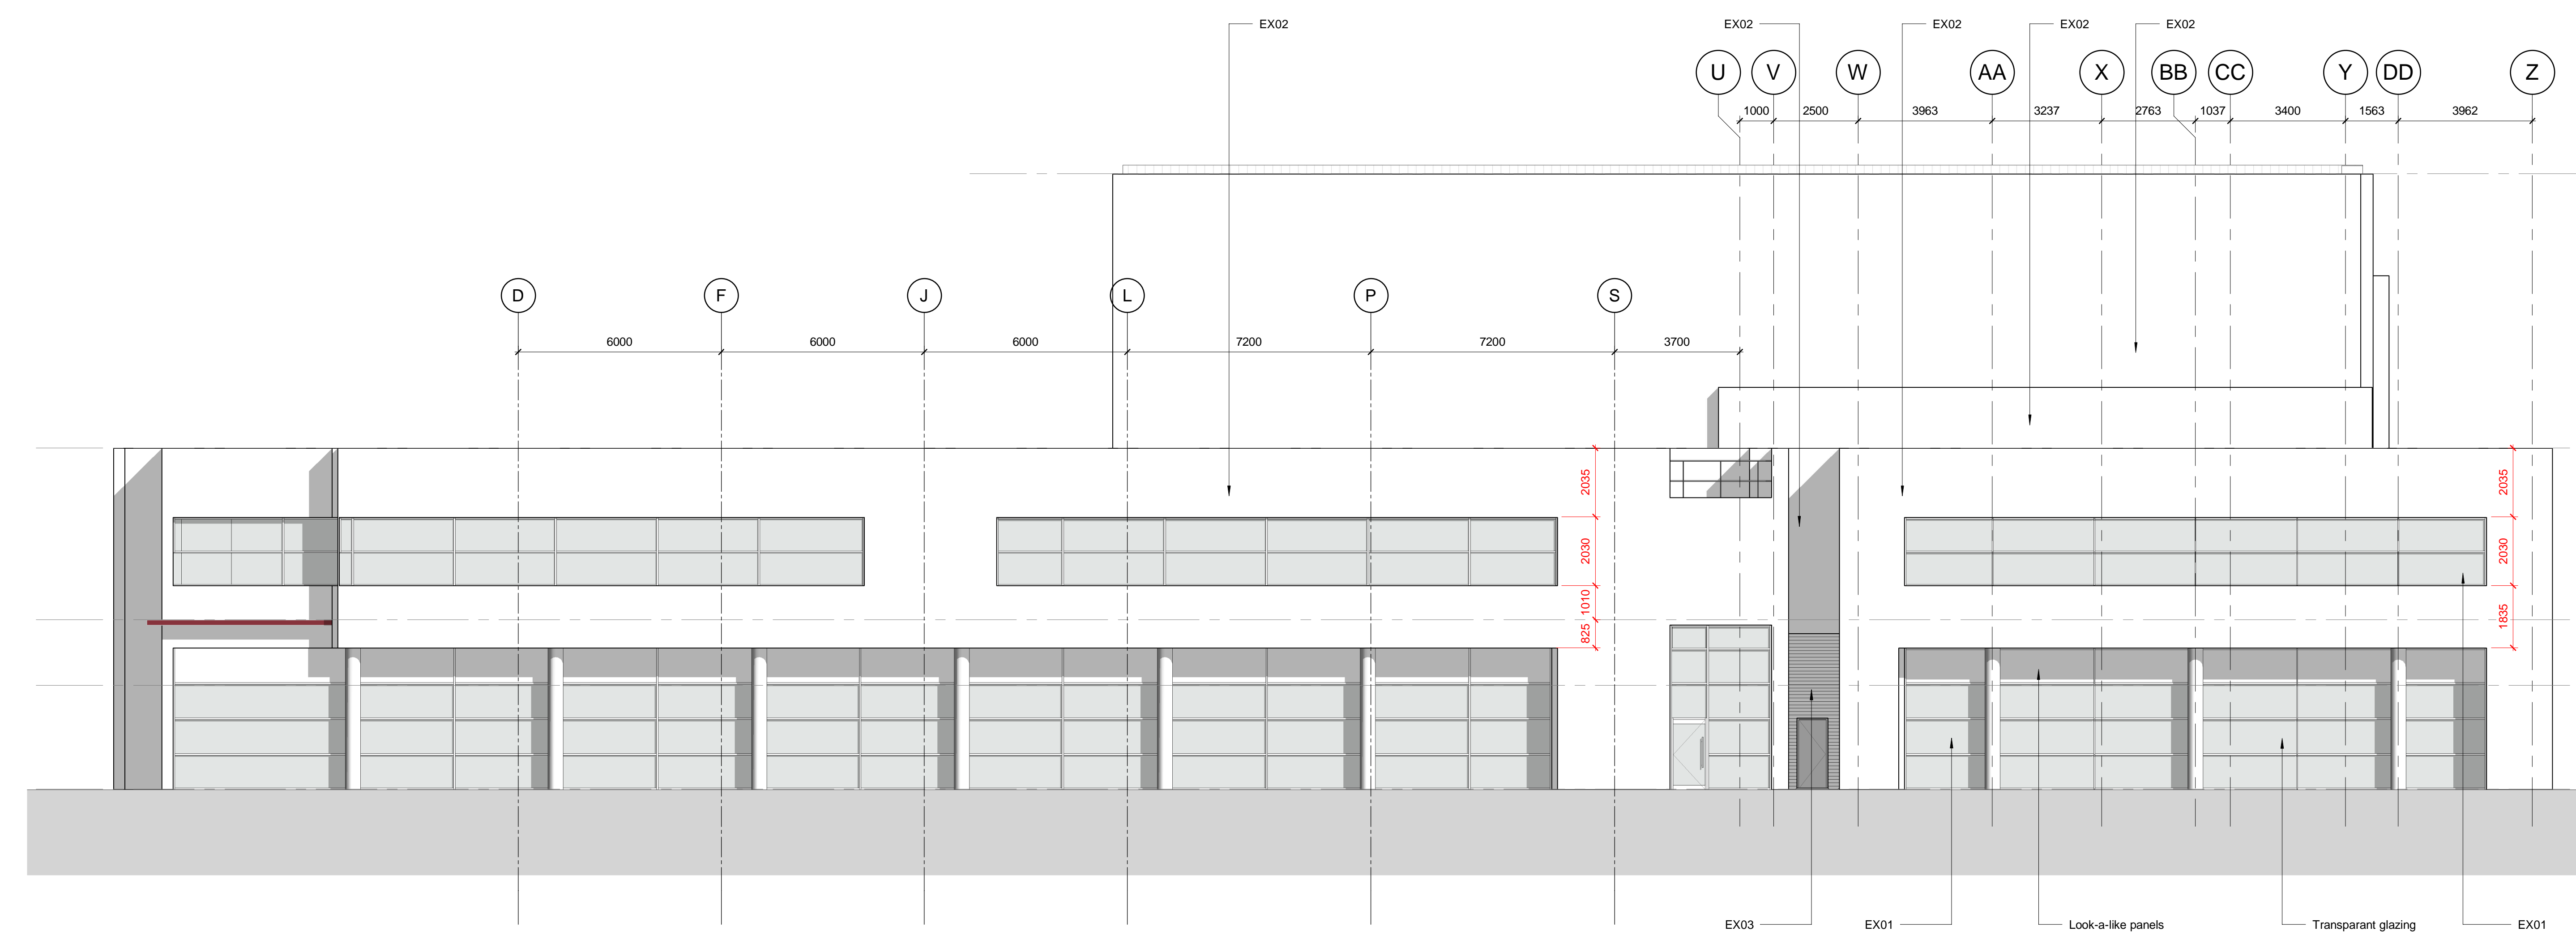 EX02
EX02
EX02
EX02
EX02
U
V
W
AA
X
BB
CC
Y
DD
Z
1000
2500
3963
3237
2763
1037
3400
1563
3962
D
F
J
L
P
S
6000
6000
6000
7200
7200
3700
2035
2030
1010
825
2035
2030
1835
EX03
EX01
Look-a-like panels
Transparant glazing
EX01